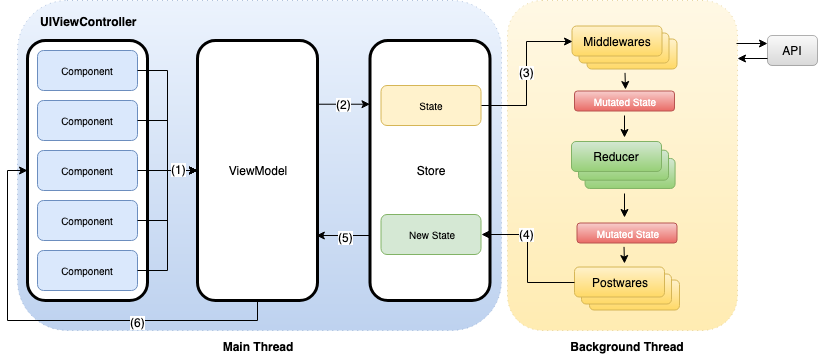 UIViewController
Component
Component
Component
Component
Component
(1)
ViewModel
(2)
State
Store
New State
(5)
(6)
Main Thread
(3)
(4)
Middlewares
Mutated State
Reducer
Mutated State
Postwares
Background Thread
API